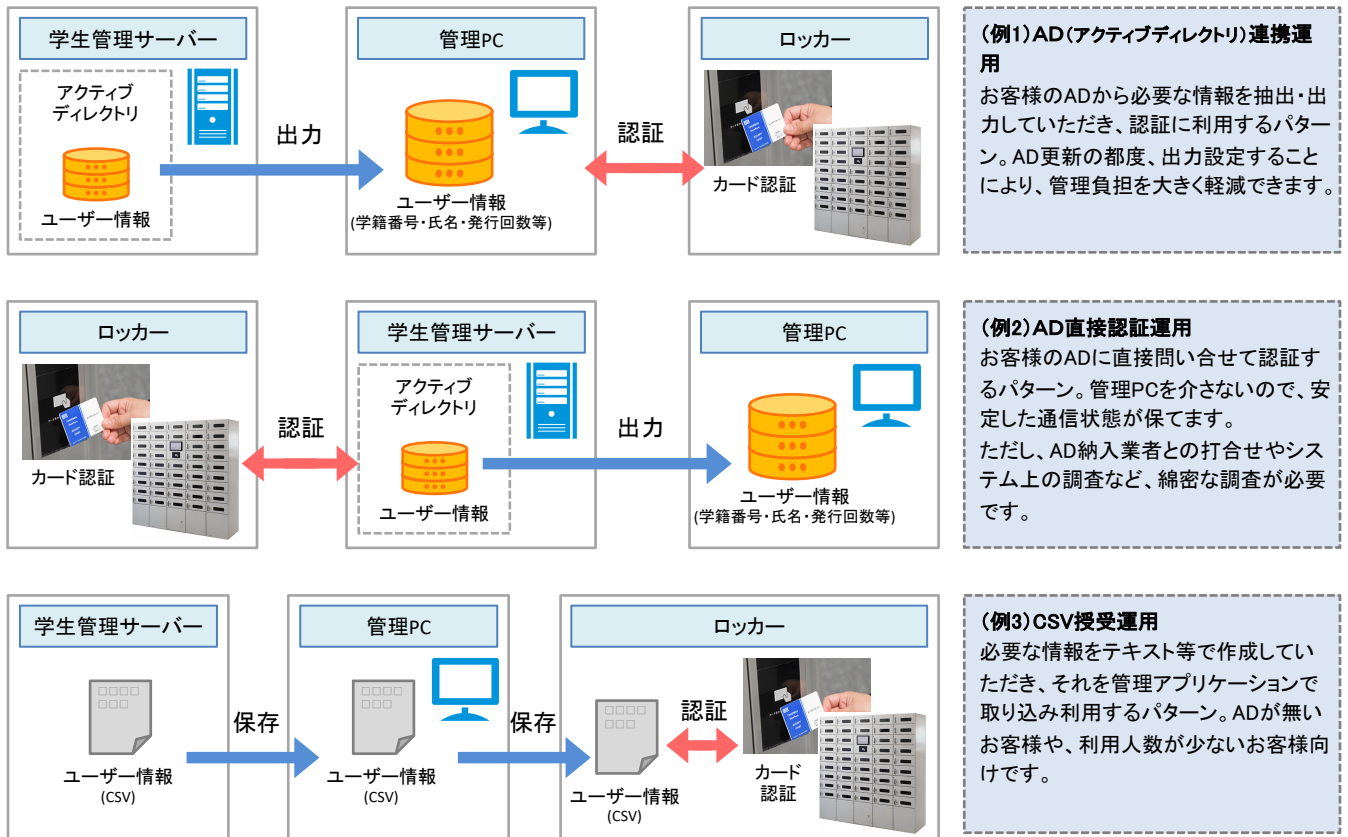 学生管理サーバー
アクティブ
ディレクトリ
ユーザー情報
出力
管理PC
ユーザー情報
(学籍番号・氏名・発行回数等)
認証
ロッカー
カード認証
(例1)AD(アクティブディレクトリ)連携運
用
お客様のADから必要な情報を抽出・出
力していただき、認証に利用するパター
ン。AD更新の都度、出力設定すること
により、管理負担を大きく軽減できます。
ロッカー
カード認証
認証
学生管理サーバー
アクティブ
ディレクトリ
ユーザー情報
出力
管理PC
ユーザー情報
(学籍番号・氏名・発行回数等)
(例2)AD直接認証運用
お客様のADに直接問い合せて認証す
るパターン。管理PCを介さないので、安
定した通信状態が保てます。
ただし、AD納入業者との打合せやシス
テム上の調査など、綿密な調査が必要
です。
学生管理サーバー
ユーザー情報
(CSV)
保存
管理PC
ユーザー情報
(CSV)
保存
ロッカー
ユーザー情報
(CSV)
認証
カード
認証
(例3)CSV授受運用
必要な情報をテキスト等で作成してい
ただき、それを管理アプリケーションで
取り込み利用するパターン。ADが無い
お客様や、利用人数が少ないお客様向
けです。